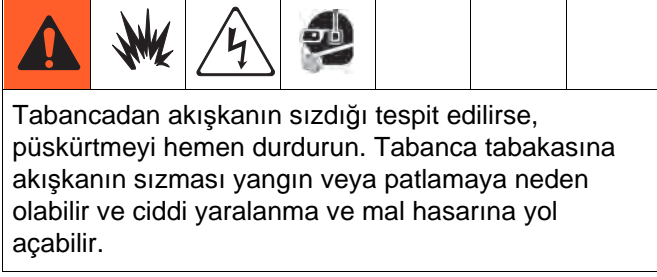 Tabancadan akışkanın sızdığı tespit edilirse,
püskürtmeyi hemen durdurun. Tabanca tabakasına
akışkanın sızması yangın veya patlamaya neden
olabilir ve ciddi yaralanma ve mal hasarına yol
açabilir.